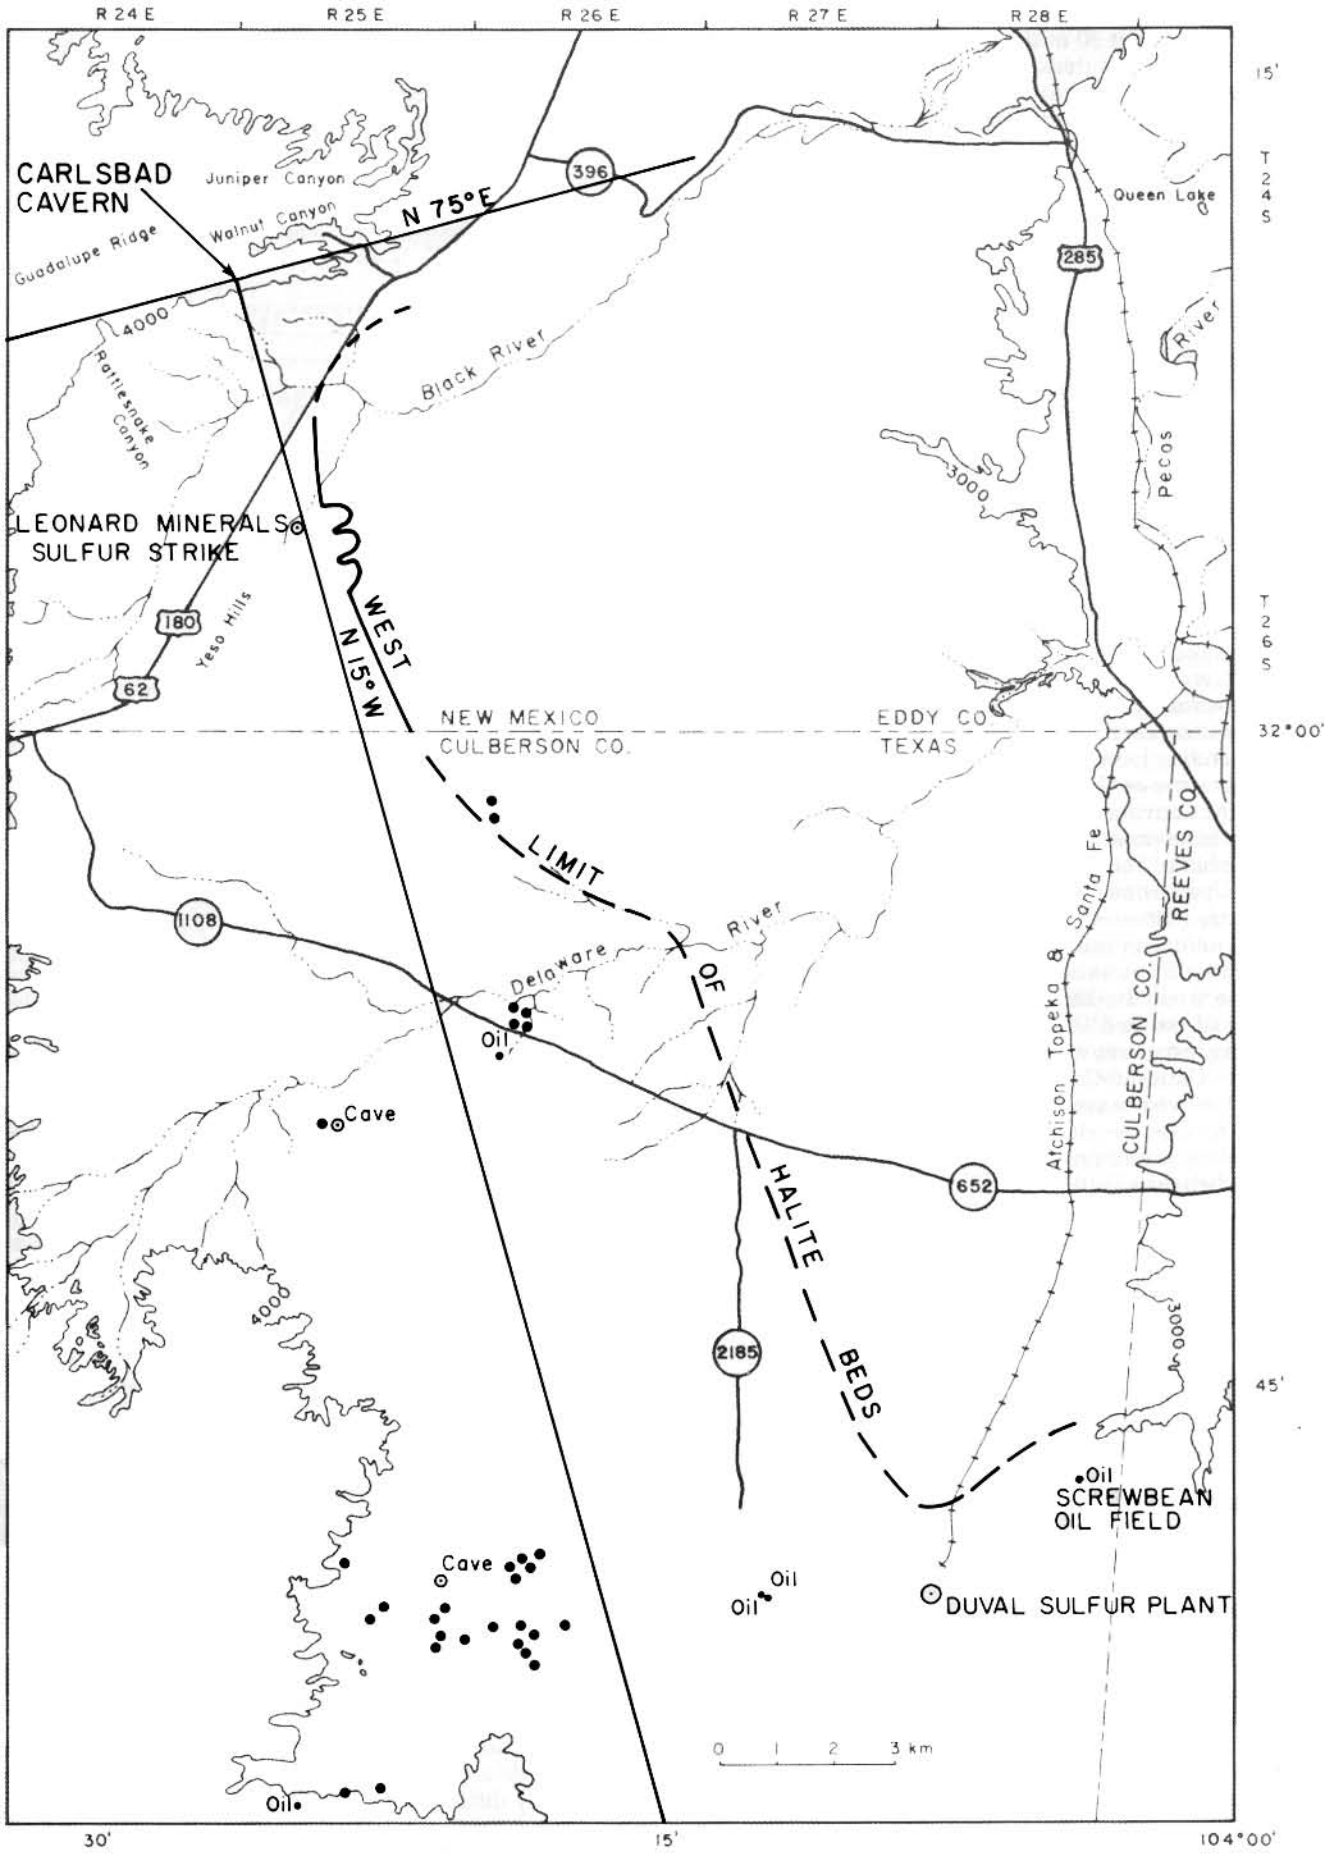 R 24 E R 25 E R 26 E R 27 E R 28 E
15'
CARLSBAD
CAVERN
Juniper Canyon
396
T
24
S
Queen Lake
N 75° E
Walnut Canyon
Guadalupe Ridge
285
4000
River
Black River
Rattlesnake
Canyon
3000
Pecos
LEONARD MINERALS
SULFUR STRIKE
180
Yeso Hills
WEST
N 15° W
T
26
S
62
NEW MEXICO
CULBERSON CO.
EDDY CO.
TEXAS
32°00'
LIMIT
REEVES CO.
Atchison Topeka & Santa Fe
1108
River
Delaware
OF
Oil
CULBERSON CO.
Cave
652
HALITE
4000
3000
2185
BEDS
45'
Oil
SCREWBEAN
OIL FIELD
Cave
Oil
Oil
DUVAL SULFUR PLANT
0 1 2 3 km
Oil
30' 15' 104°00'